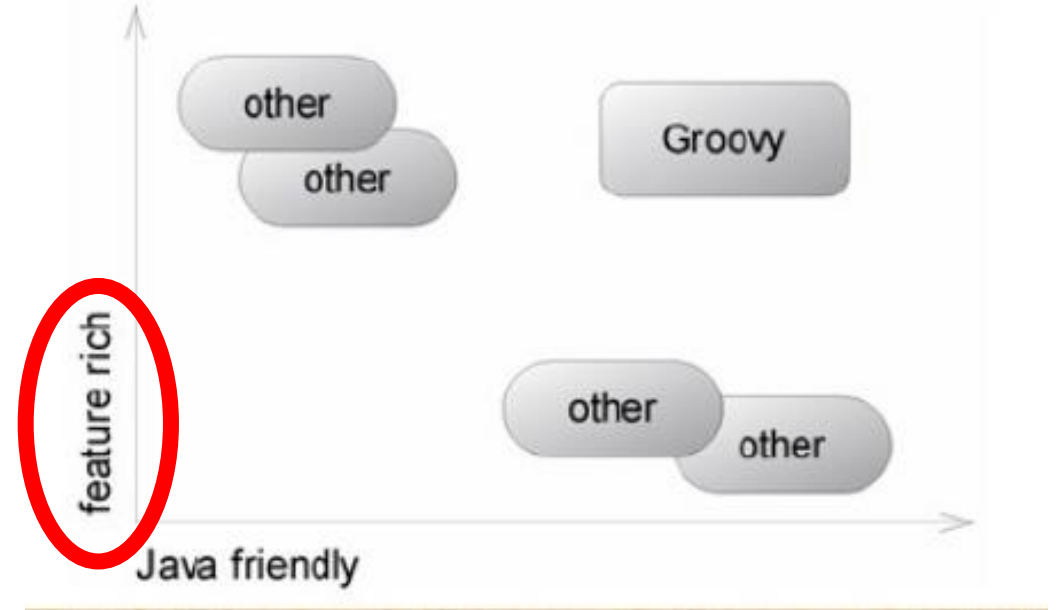 other
other
Groovy
feature rich
other
other
Java friendly